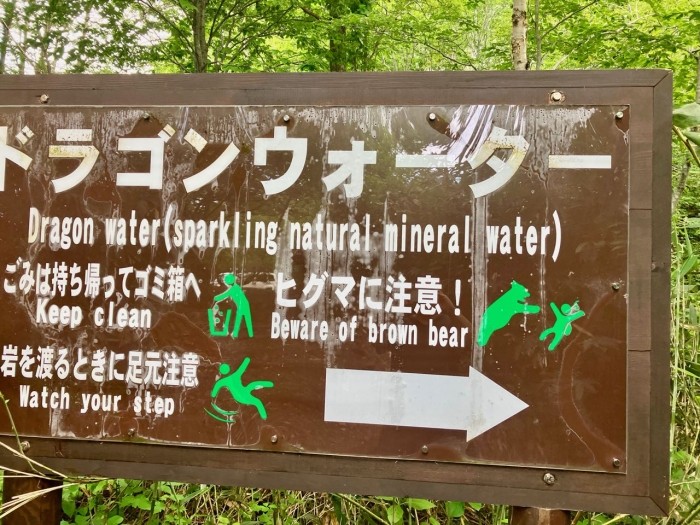 ドラゴンウォーター
Dragon water(sparkling natural mineral water)
ごみは持ち帰ってゴミ箱へ
Keep clean
ヒグマに注意！
Beware of brown bear
岩を渡るときに足元注意
Watch your step